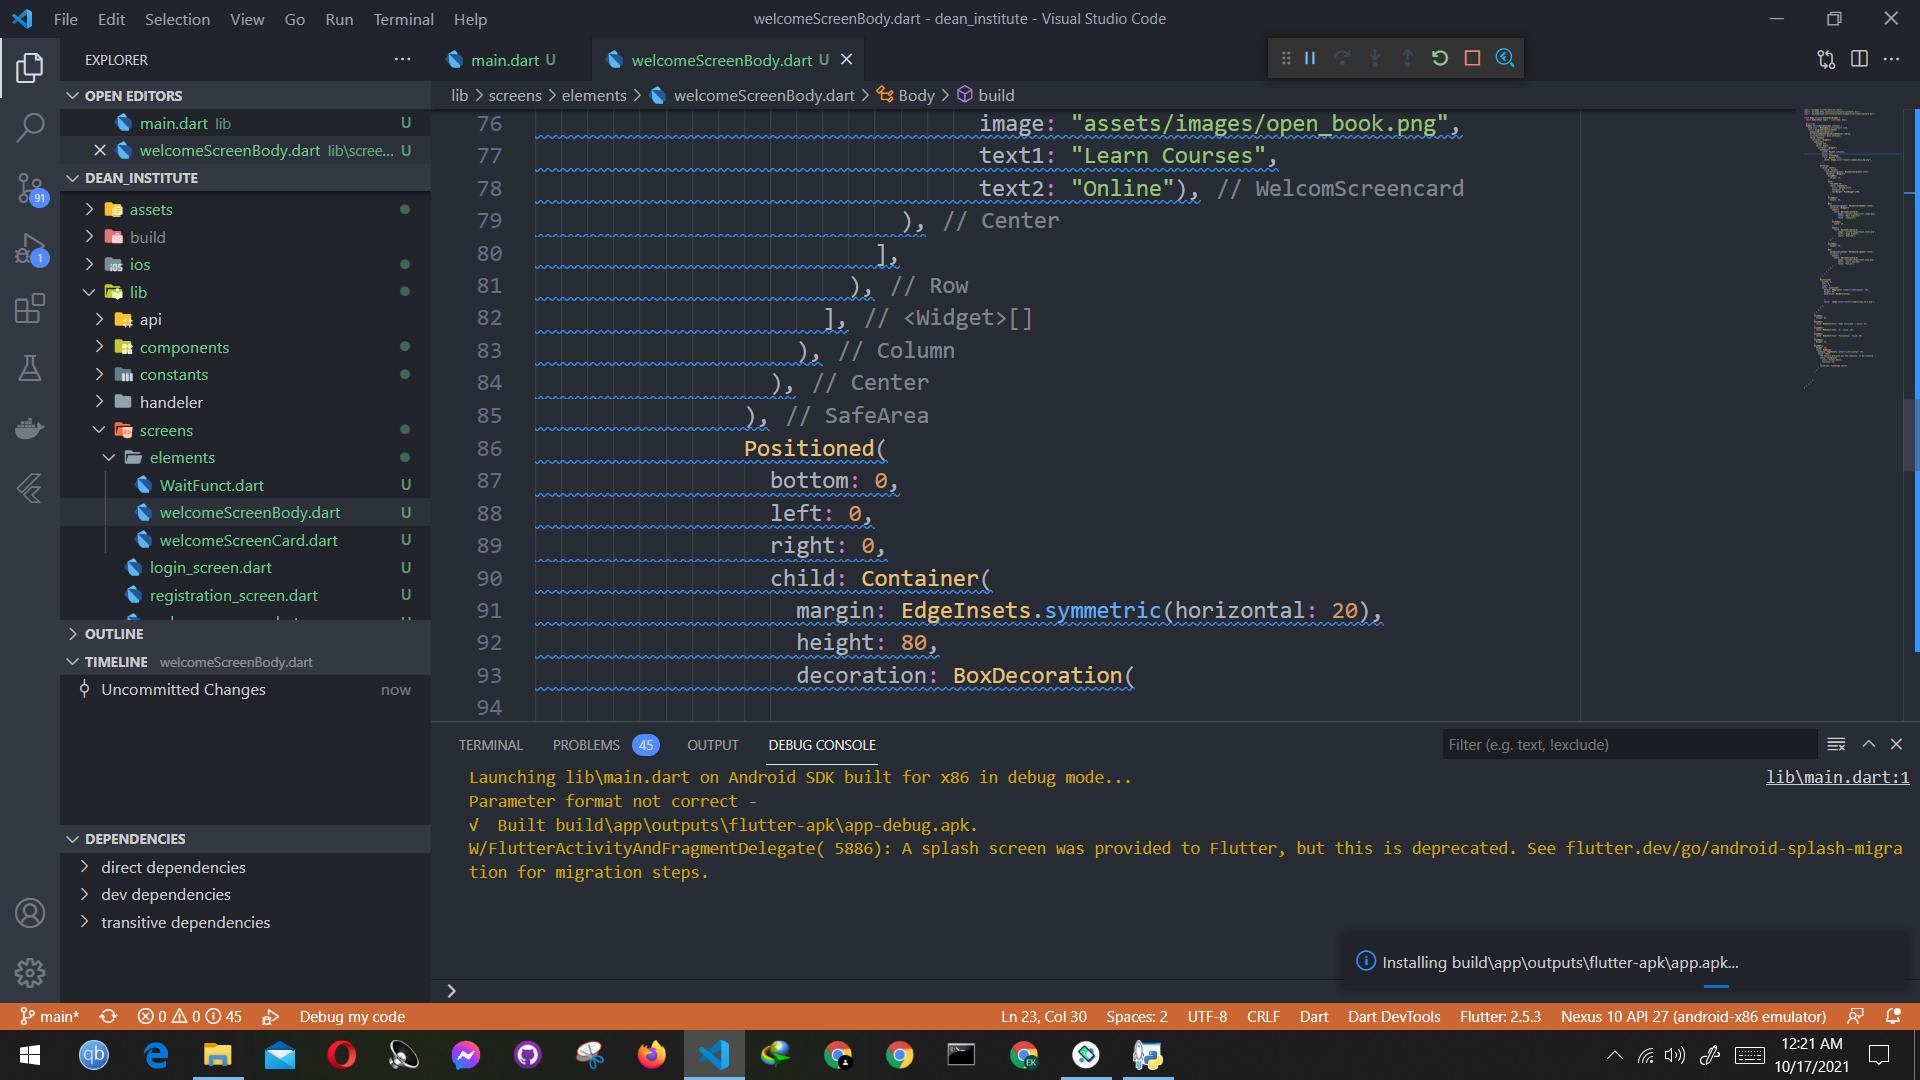 File Edit Selection View Go Run Terminal Help
welcomeScreenBody.dart - dean_institute - Visual Studio Code
EXPLORER
main.dart U
welcomeScreenBody.dart U
OPEN EDITORS
main.dart lib U
welcomeScreenBody.dart lib\scree... U
DEAN_INSTITUTE
assets
build
ios
lib
api
components
constants
handeler
screens
elements
WaitFunct.dart U
welcomeScreenBody.dart U
welcomeScreenCard.dart U
login_screen.dart U
registration_screen.dart U
OUTLINE
TIMELINE welcomeScreenBody.dart
Uncommitted Changes now
DEPENDENCIES
direct dependencies
dev dependencies
transitive dependencies
91
1
lib > screens > elements > welcomeScreenBody.dart > Body > build
76 image: "assets/images/open_book.png",
77 text1: "Learn Courses",
78 text2: "Online"), // WelcomScreencard
79 ), // Center
80 ],
81 ), // Row
82 ], // <Widget>[]
83 ), // Column
84 ), // Center
85 ), // SafeArea
86 Positioned(
87 bottom: 0,
88 left: 0,
89 right: 0,
90 child: Container(
91 margin: EdgeInsets.symmetric(horizontal: 20),
92 height: 80,
93 decoration: BoxDecoration(
94
TERMINAL PROBLEMS 45 OUTPUT DEBUG CONSOLE
Filter (e.g. text, !exclude)
Launching lib\main.dart on Android SDK built for x86 in debug mode...
lib\main.dart:1
Parameter format not correct -
√ Built build\app\outputs\flutter-apk\app-debug.apk.
W/FlutterActivityAndFragmentDelegate( 5886): A splash screen was provided to Flutter, but this is deprecated. See flutter.dev/go/android-splash-migra
tion for migration steps.
Installing build\app\outputs\flutter-apk\app.apk...
main* 0 0 45 Debug my code
Ln 23, Col 30 Spaces: 2 UTF-8 CRLF Dart Dart DevTools Flutter: 2.5.3 Nexus 10 API 27 (android-x86 emulator)
qb
EK
12:21 AM
10/17/2021